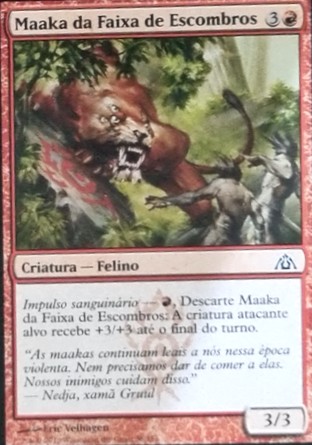 Maaka da Faixa de Escombros 3
Criatura — Felino
Impulso sanguinário — , Descarte Maaka
da Faixa de Escombros: A criatura atacante
alvo recebe +3/+3 até o final do turno.
"As maakas continuam leais a nós nessa época
violenta. Nem precisamos dar de comer a elas.
Nossos inimigos cuidam disso."
— Nedja, xamã Gruul
Eric Velhagen
3/3